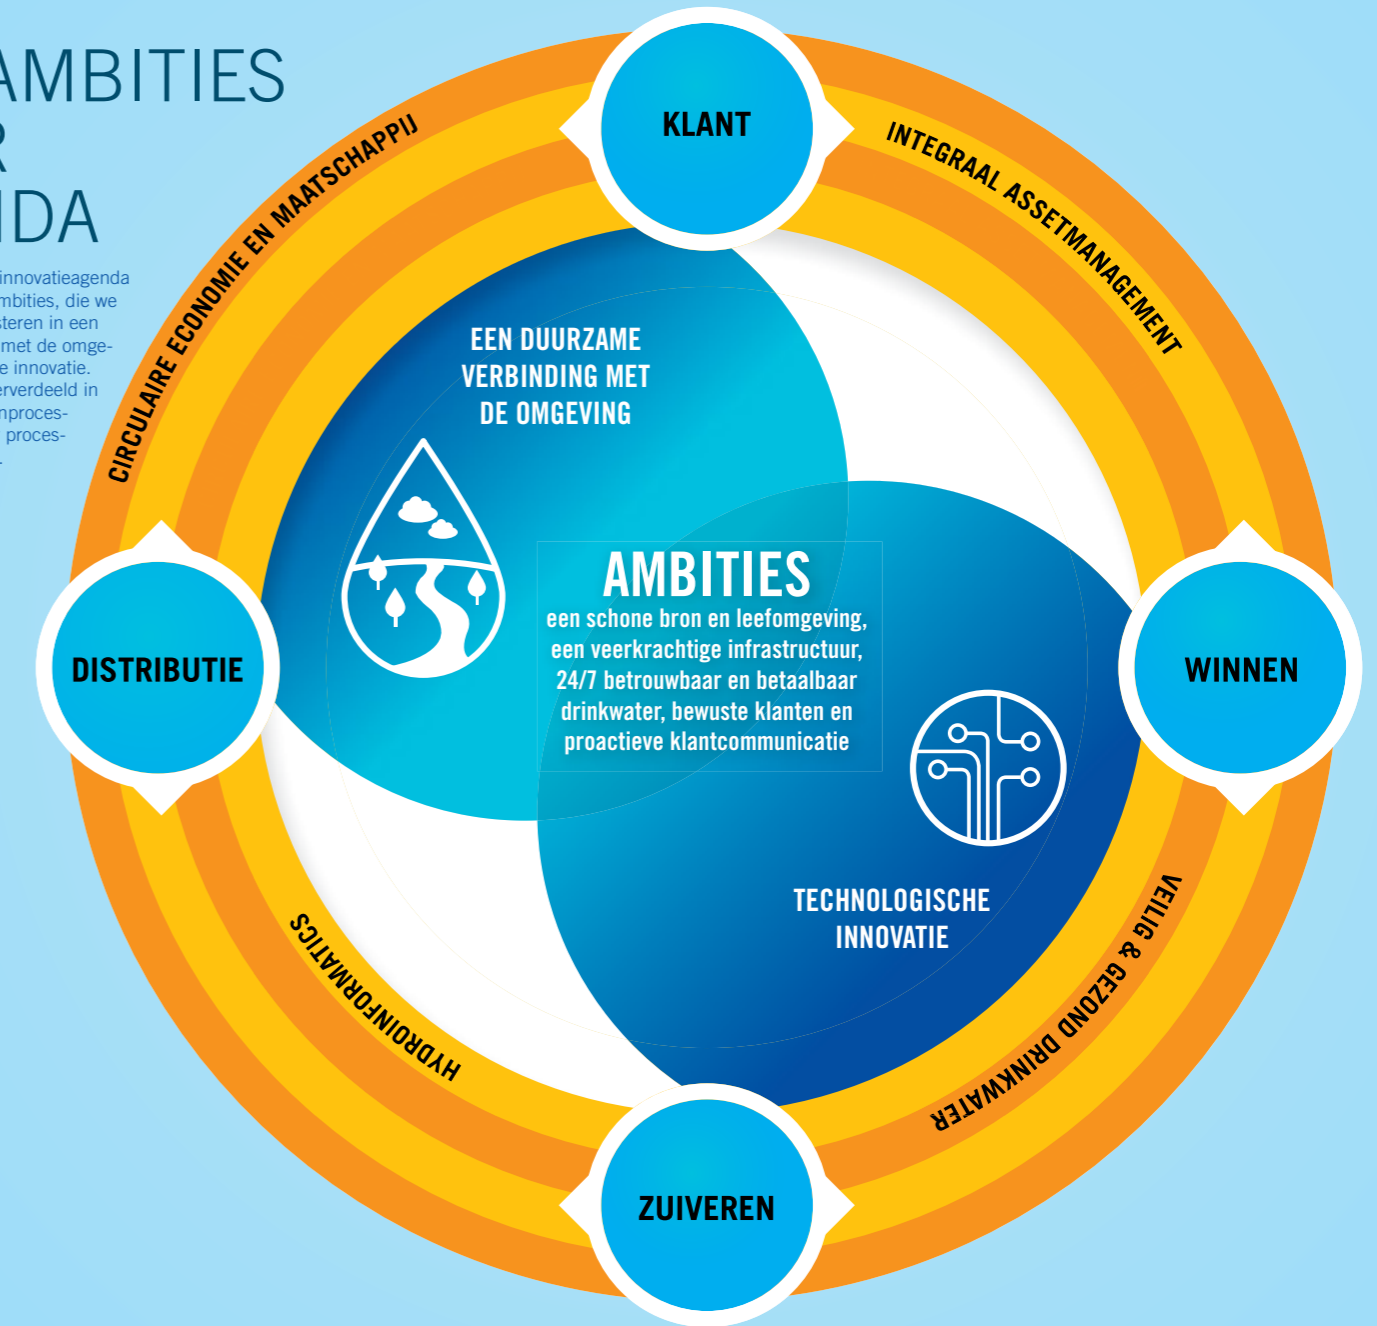 AMBITIES
R
NDA
innovatieagenda
mbities, die we
steren in een
met de omge-
e innovatie.
erverdeeld in
nproces-
proces-
KLANT
CIRCULAIRE ECONOMIE EN MAATSCHAPPIJ
INTEGRAAL ASSETMANAGEMENT
EEN DUURZAME
VERBINDING MET
DE OMGEVING
AMBITIES
een schone bron en leefomgeving,
een veerkrachtige infrastructuur,
24/7 betrouwbaar en betaalbaar
drinkwater, bewuste klanten en
proactieve klantcommunicatie
DISTRIBUTIE
WINNEN
TECHNOLOGISCHE
INNOVATIE
HYDROINFORMATICS
VEILIG & GEZOND DRINKWATER
ZUIVEREN